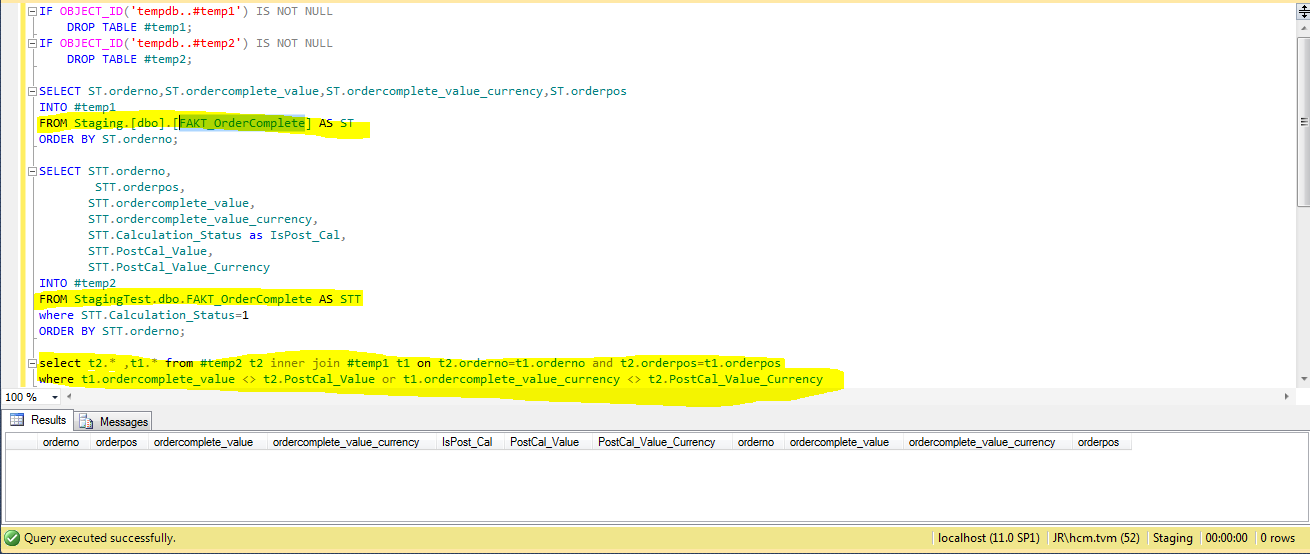 IF OBJECT_ID('tempdb..#temp1') IS NOT NULL
DROP TABLE #temp1;
IF OBJECT_ID('tempdb..#temp2') IS NOT NULL
DROP TABLE #temp2;
SELECT ST.orderno,ST.ordercomplete_value,ST.ordercomplete_value_currency,ST.orderpos
INTO #temp1
FROM Staging.[dbo].[FAKT_OrderComplete] AS ST
ORDER BY ST.orderno;
SELECT STT.orderno,
STT.orderpos,
STT.ordercomplete_value,
STT.ordercomplete_value_currency,
STT.Calculation_Status as IsPost_Cal,
STT.PostCal_Value,
STT.PostCal_Value_Currency
INTO #temp2
FROM StagingTest.dbo.FAKT_OrderComplete AS STT
where STT.Calculation_Status=1
ORDER BY STT.orderno;
select t2.* ,t1.* from #temp2 t2 inner join #temp1 t1 on t2.orderno=t1.orderno and t2.orderpos=t1.orderpos
where t1.ordercomplete_value <> t2.PostCal_Value or t1.ordercomplete_value_currency <> t2.PostCal_Value_Currency
100 %
Results Messages
orderno orderpos ordercomplete_value ordercomplete_value_currency IsPost_Cal PostCal_Value PostCal_Value_Currency orderno ordercomplete_value ordercomplete_value_currency orderpos
Query executed successfully. localhost (11.0 SP1) JR\hcm.tvm (52) Staging 00:00:00 0 rows